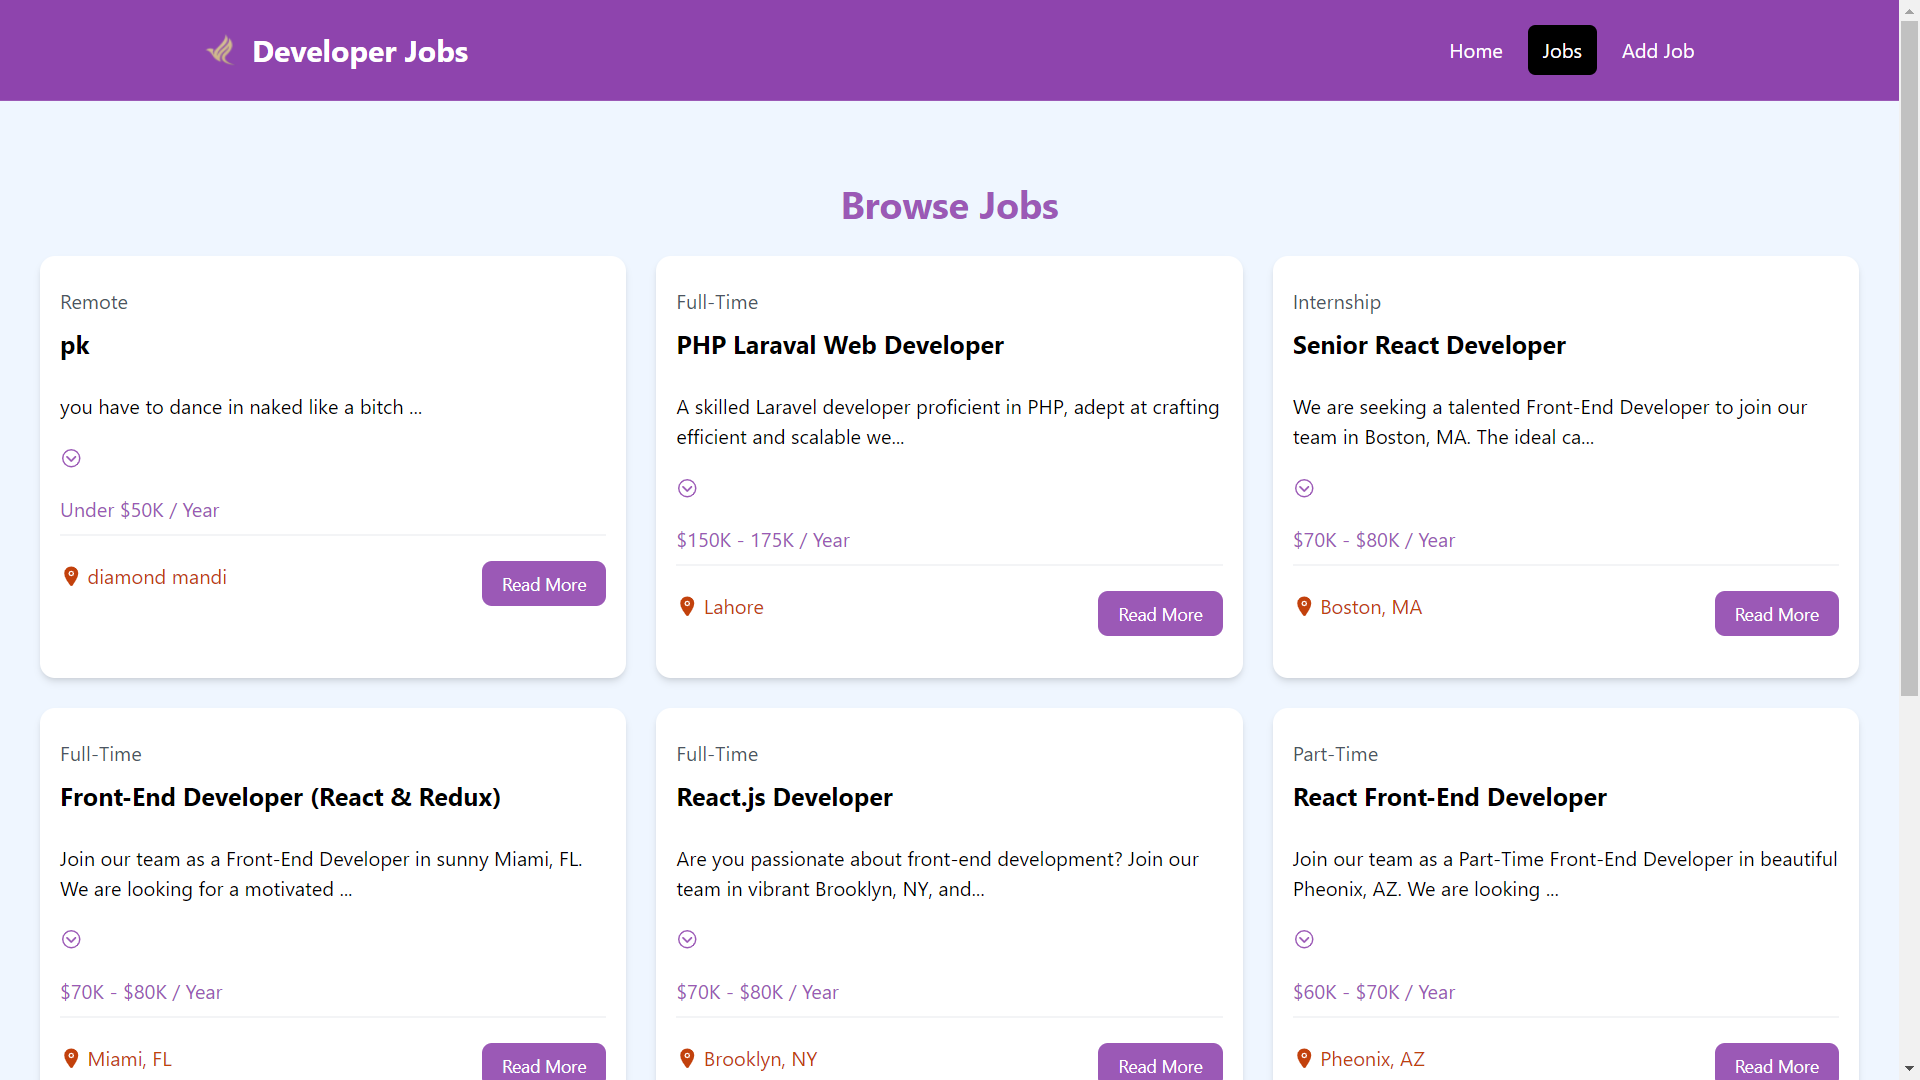 Developer Jobs
Home
Jobs
Add Job
Browse Jobs
Remote
pk
you have to dance in naked like a bitch ...
Under $50K / Year
diamond mandi
Read More
Full-Time
PHP Laraval Web Developer
A skilled Laravel developer proficient in PHP, adept at crafting
efficient and scalable we...
$150K - 175K / Year
Lahore
Read More
Internship
Senior React Developer
We are seeking a talented Front-End Developer to join our
team in Boston, MA. The ideal ca...
$70K - $80K / Year
Boston, MA
Read More
Full-Time
Front-End Developer (React & Redux)
Join our team as a Front-End Developer in sunny Miami, FL.
We are looking for a motivated ...
$70K - $80K / Year
Miami, FL
Read More
Full-Time
React.js Developer
Are you passionate about front-end development? Join our
team in vibrant Brooklyn, NY, and...
$70K - $80K / Year
Brooklyn, NY
Read More
Part-Time
React Front-End Developer
Join our team as a Part-Time Front-End Developer in beautiful
Pheonix, AZ. We are looking ...
$60K - $70K / Year
Pheonix, AZ
Read More